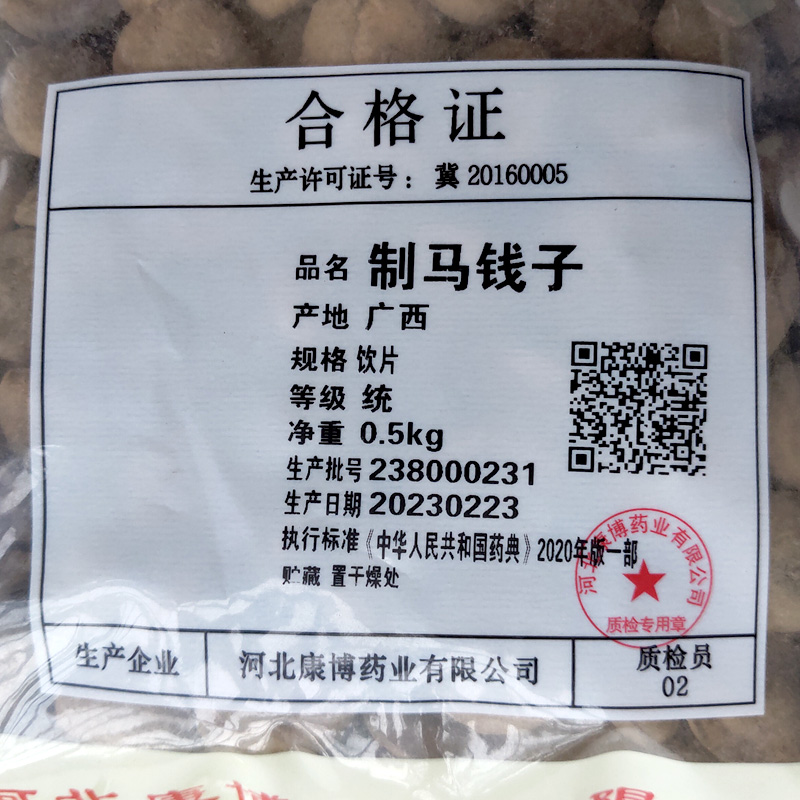 合格证
生产许可证号：冀 20160005
品名 制马钱子
产地 广西
规格 饮片
等级 统
净重 0.5kg
生产批号 238000231
生产日期 20230223
执行标准《中华人民共和国药典》2020年版一部
贮藏 置干燥处
河北康博药业有限公司
质检专用章
生产企业 河北康博药业有限公司
质检员
02